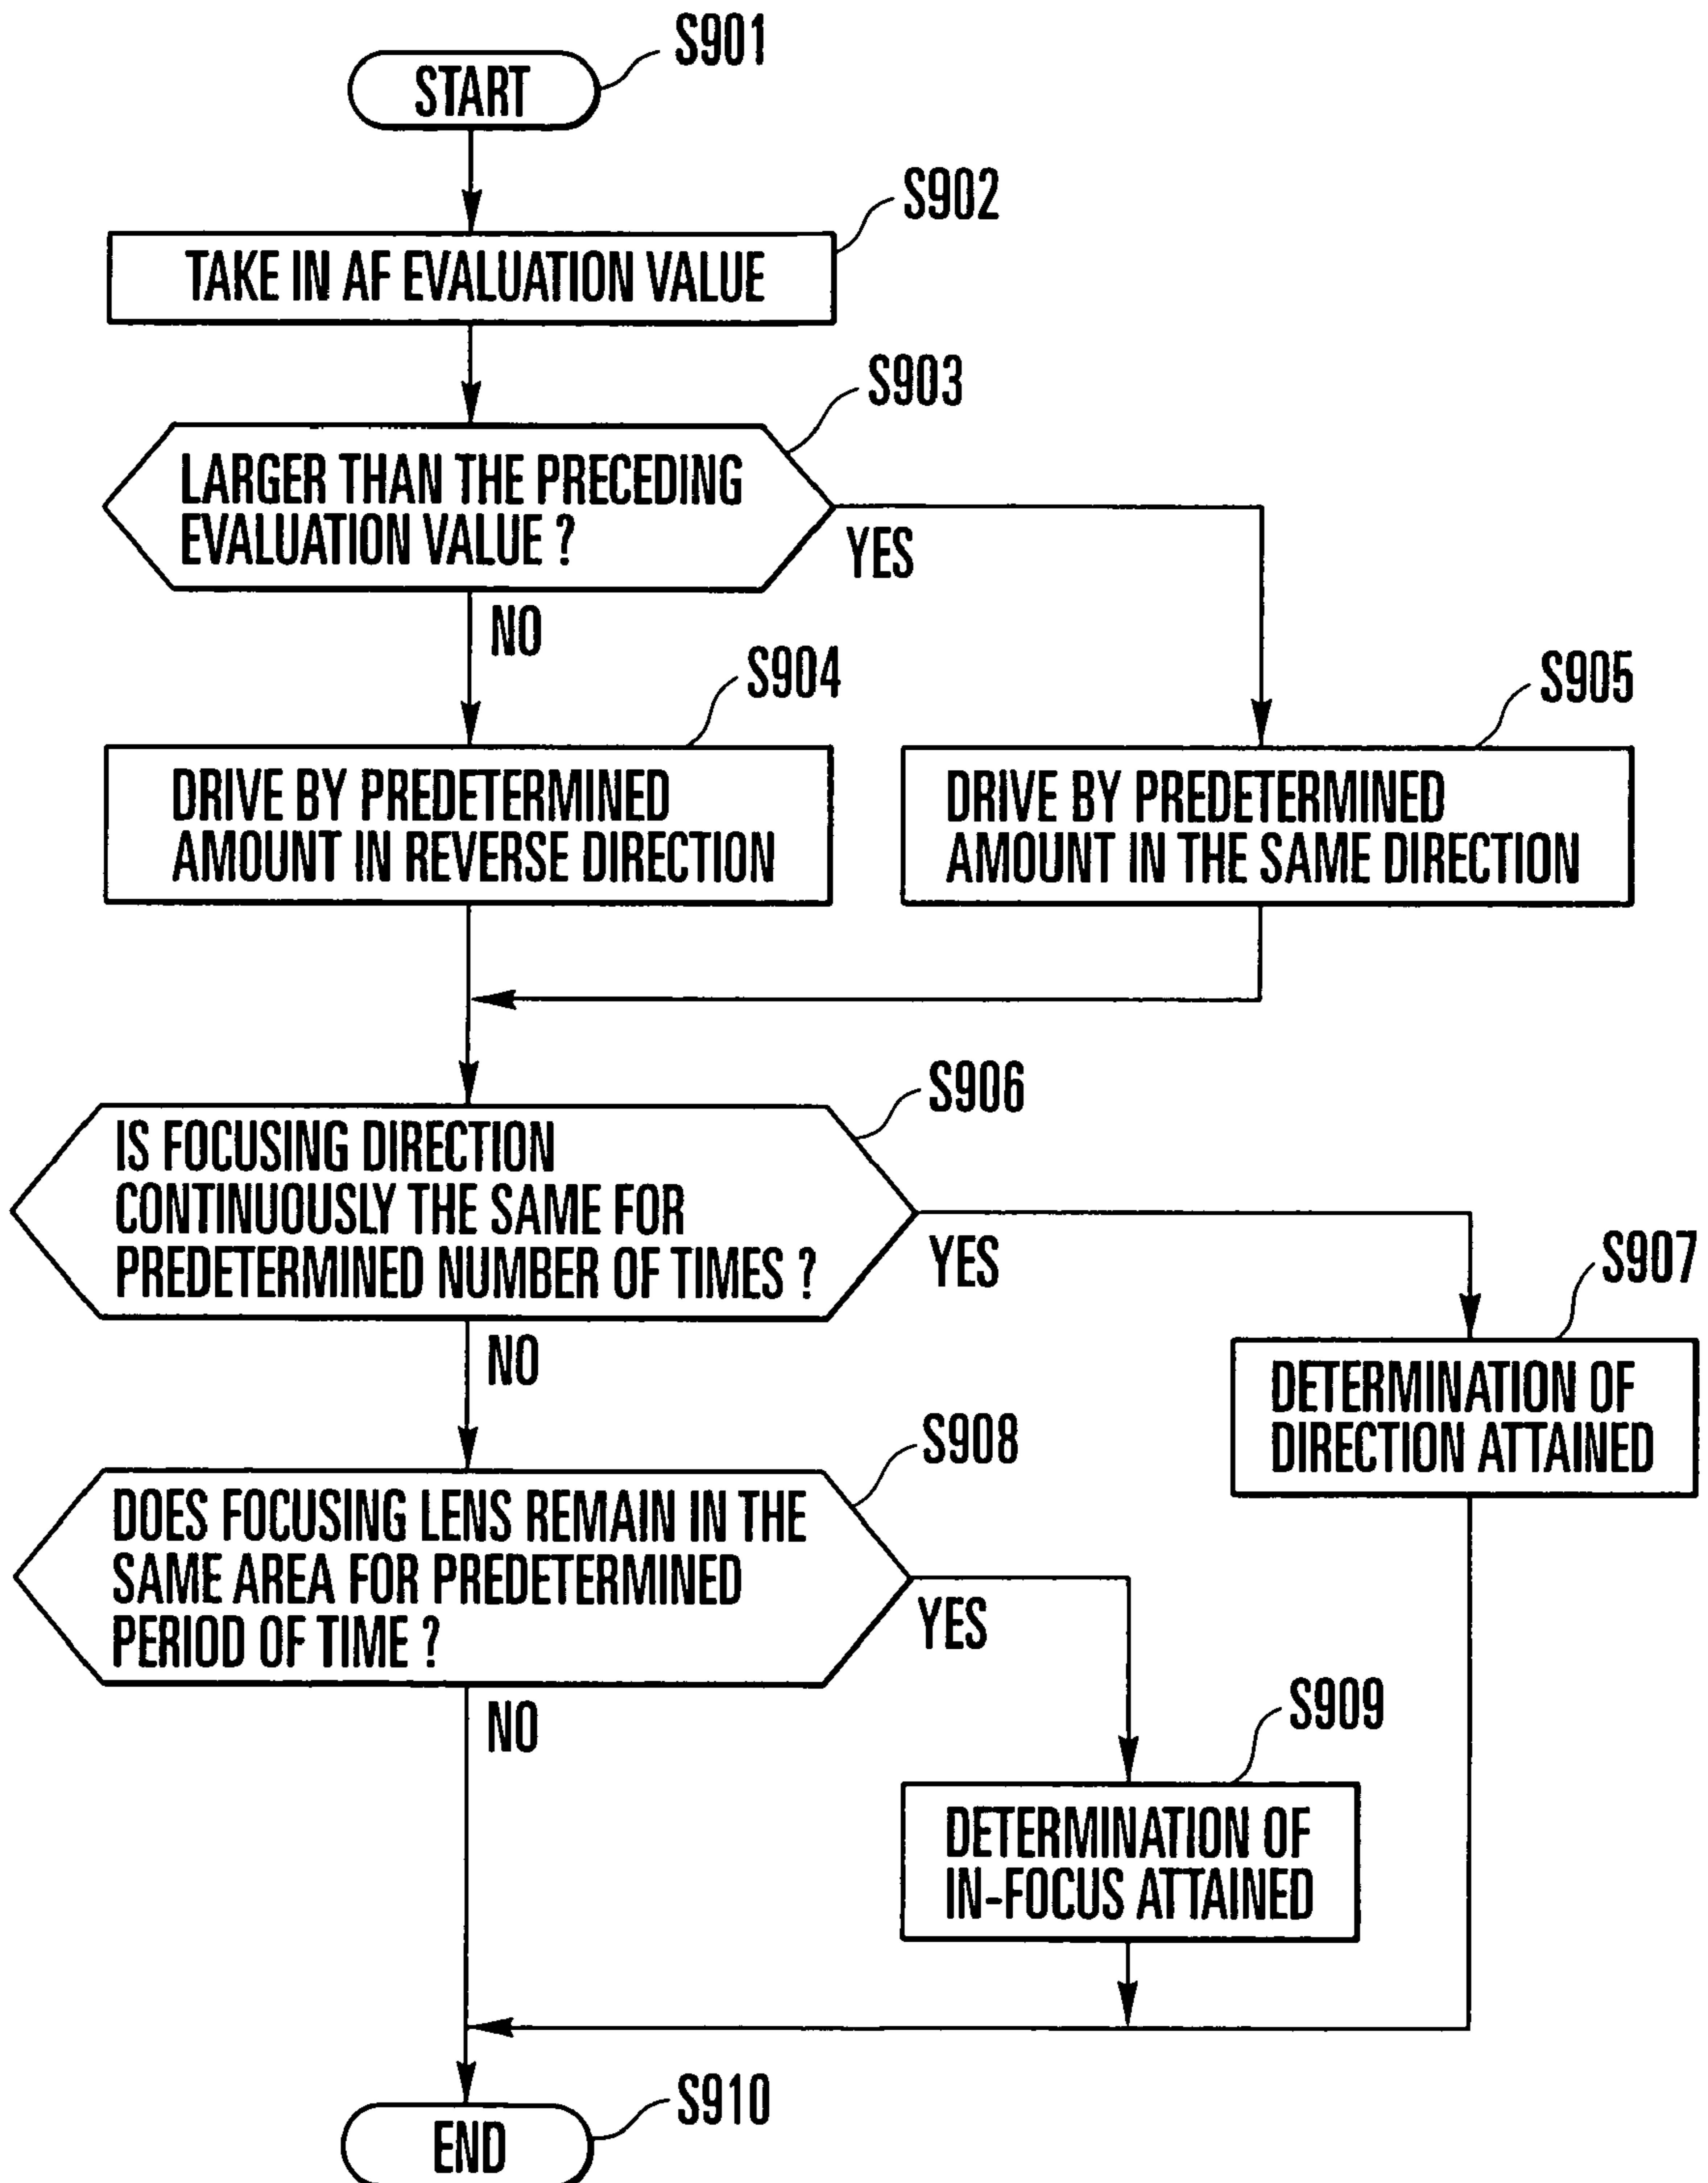 S901
START
S902
TAKE IN AF EVALUATION VALUE
S903
LARGER THAN THE PRECEDING
EVALUATION VALUE ?
YES
NO
S904
DRIVE BY PREDETERMINED
AMOUNT IN REVERSE DIRECTION
S905
DRIVE BY PREDETERMINED
AMOUNT IN THE SAME DIRECTION
S906
IS FOCUSING DIRECTION
CONTINUOUSLY THE SAME FOR
PREDETERMINED NUMBER OF TIMES ?
YES
NO
S907
DETERMINATION OF
DIRECTION ATTAINED
S908
DOES FOCUSING LENS REMAIN IN THE
SAME AREA FOR PREDETERMINED
PERIOD OF TIME ?
YES
NO
S909
DETERMINATION OF
IN-FOCUS ATTAINED
S910
END